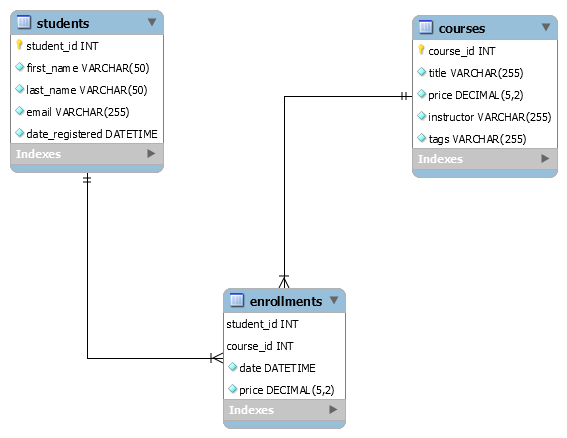 students
student_id INT
first_name VARCHAR(50)
last_name VARCHAR(50)
email VARCHAR(255)
date_registered DATETIME
Indexes
courses
course_id INT
title VARCHAR(255)
price DECIMAL(5,2)
instructor VARCHAR(255)
tags VARCHAR(255)
Indexes
enrollments
student_id INT
course_id INT
date DATETIME
price DECIMAL(5,2)
Indexes